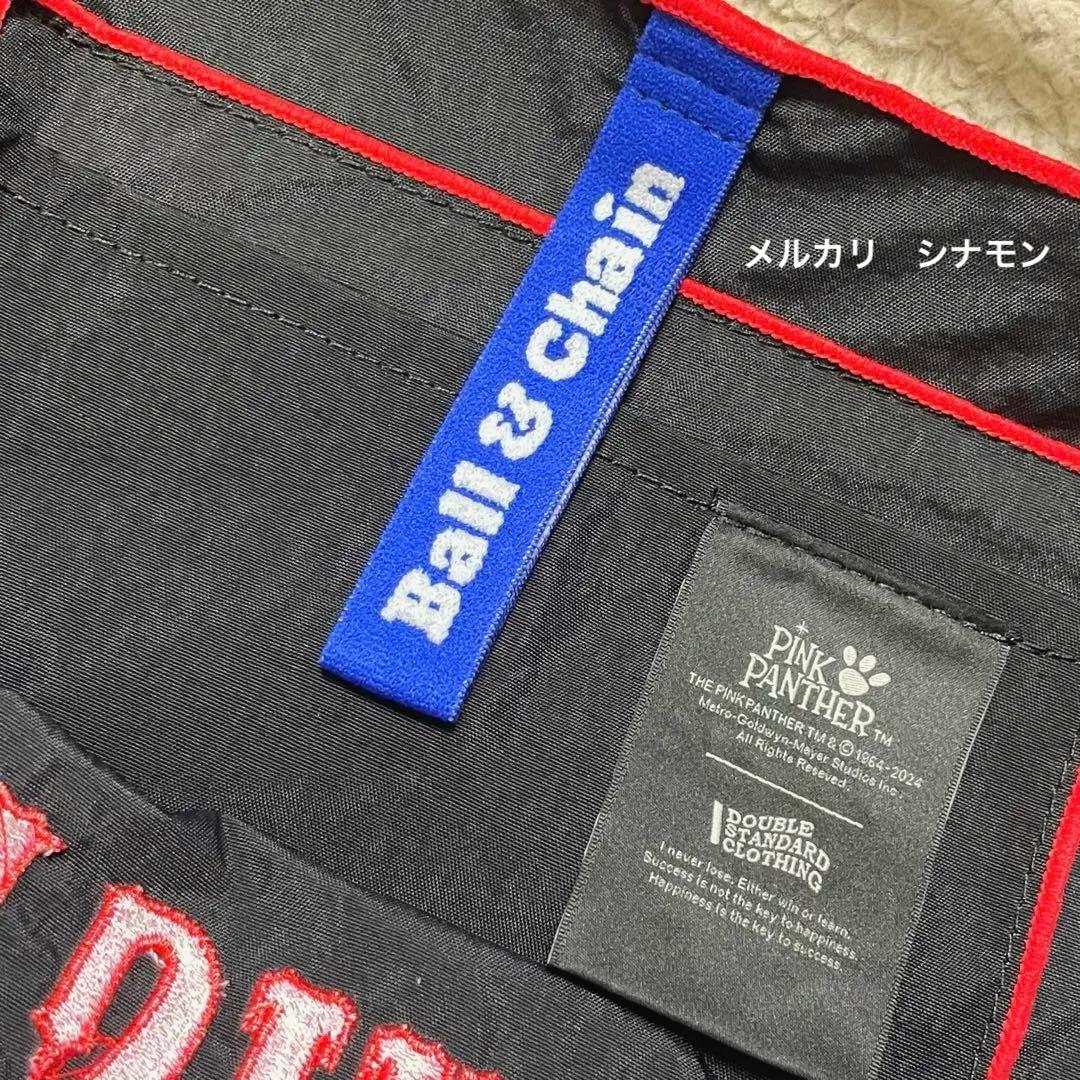 Ball & Chain
メルカリ　シナモン
PINK
PANTHER TM
THE PINK PANTHER TM & © 1964-2024
Metro-Goldwyn-Mayer Studios Inc.
All Rights Reseved.
DOUBLE
STANDARD
CLOTHING
I never lose. Either win or learn.
Success is not the key to happiness.
Happiness is the key to success.